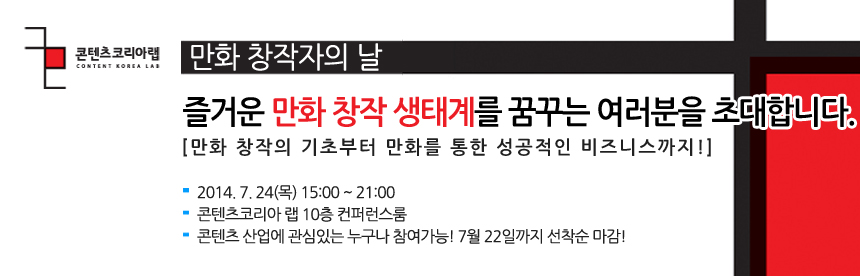 콘텐츠코리아랩
CONTENT KOREA LAB
만화 창작자의 날
즐거운 만화 창작 생태계를 꿈꾸는 여러분을 초대합니다.
[만화 창작의 기초부터 만화를 통한 성공적인 비즈니스까지!]
2014. 7. 24(목) 15:00 ~ 21:00
콘텐츠코리아 랩 10층 컨퍼런스룸
콘텐츠 산업에 관심있는 누구나 참여가능! 7월 22일까지 선착순 마감!